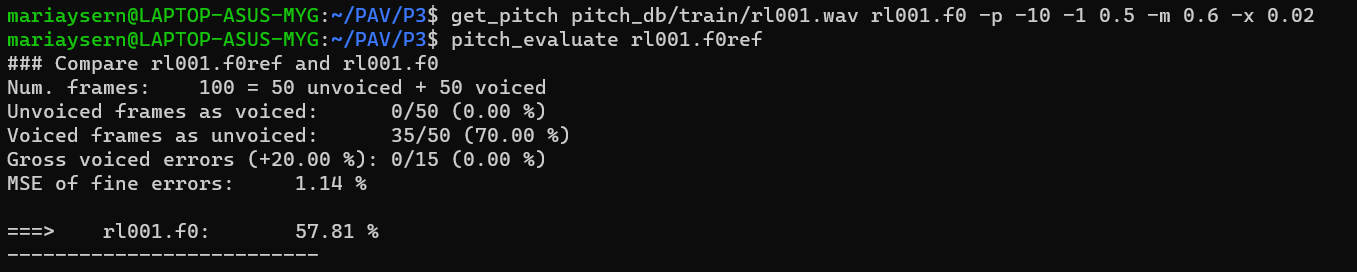 mariaysern@LAPTOP-ASUS-MYG:~/PAV/P3$ get_pitch pitch_db/train/rl001.wav rl001.f0 -p -10 -1 0.5 -m 0.6 -x 0.02
mariaysern@LAPTOP-ASUS-MYG:~/PAV/P3$ pitch_evaluate rl001.f0ref
### Compare rl001.f0ref and rl001.f0
Num. frames:    100 = 50 unvoiced + 50 voiced
Unvoiced frames as voiced:      0/50 (0.00 %)
Voiced frames as unvoiced:      35/50 (70.00 %)
Gross voiced errors (+20.00 %): 0/15 (0.00 %)
MSE of fine errors:     1.14 %

===>    rl001.f0:       57.81 %
--------------------------